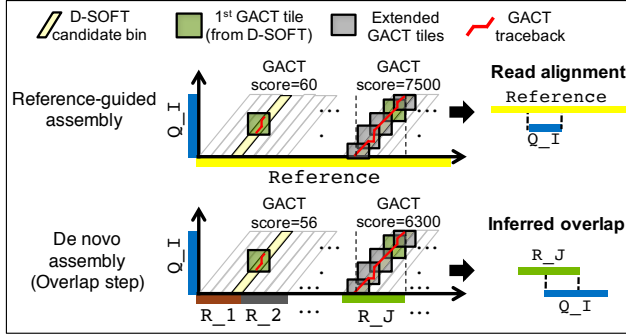 D-SOFT candidate bin
1st GACT tile (from D-SOFT)
Extended GACT tiles
GACT traceback
Reference-guided assembly
Q_I
GACT score=60
...
GACT score=7500
...
.
.
Reference
Read alignment
Reference
Q_I
De novo assembly (Overlap step)
Q_I
GACT score=56
...
GACT score=6300
...
.
.
R_1 R_2 ... R_J ...
Inferred overlap
R_J
Q_I